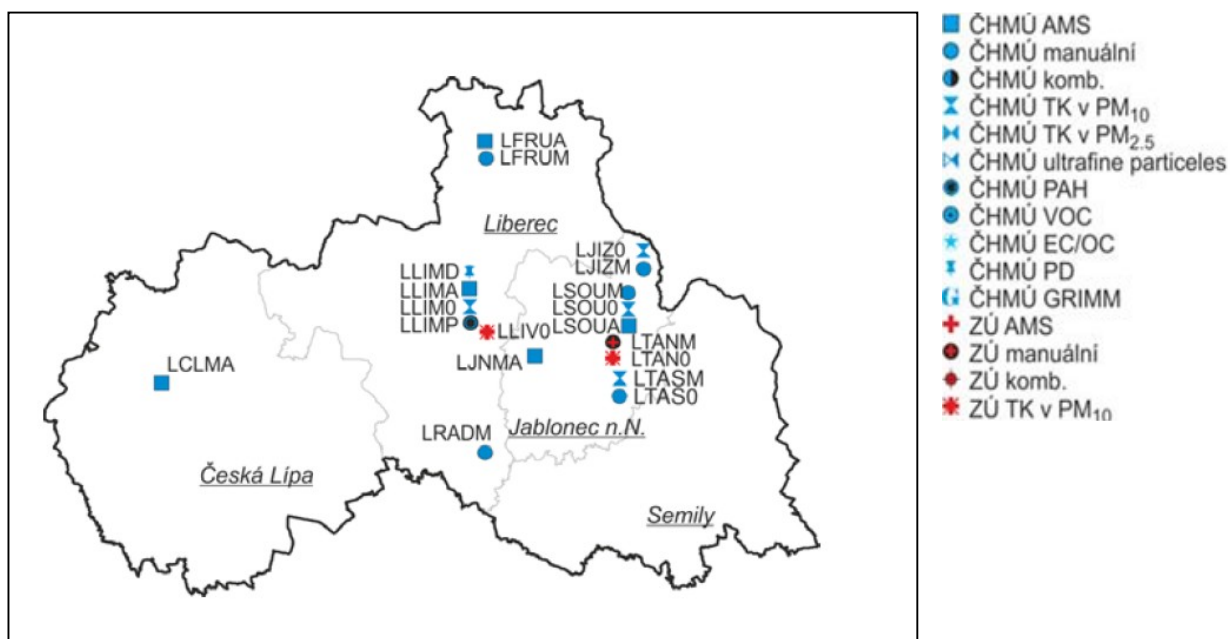 LFRUA
LFRUM
Liberec
LJIZ0
LJIZM
LLIMD
LLIMA
LLIM0
LLIMP
LLIV0
LSOUM
LSOU0
LSOUA
LTANM
LTAN0
LJNMA
LTASM
LTAS0
LCLMA
LRADM
Jablonec n.N.
Česká Lípa
Semily
ČHMÚ AMS
ČHMÚ manuální
ČHMÚ komb.
ČHMÚ TK v PM10
ČHMÚ TK v PM2.5
ČHMÚ ultrafine particeles
ČHMÚ PAH
ČHMÚ VOC
ČHMÚ EC/OC
ČHMÚ PD
ČHMÚ GRIMM
ZÚ AMS
ZÚ manuální
ZÚ komb.
ZÚ TK v PM10